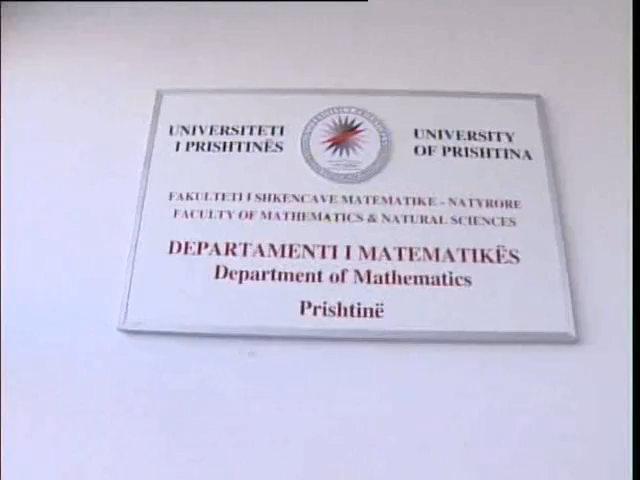 UNIVERSITETI
I PRISHTINËS
UNIVERSITY
OF PRISHTINA
FAKULTETI I SHKENCAVE MATEMATIKE - NATYRORE
FACULTY OF MATHEMATICS & NATURAL SCIENCES
DEPARTAMENTI I MATEMATIKËS
Department of Mathematics
Prishtinë